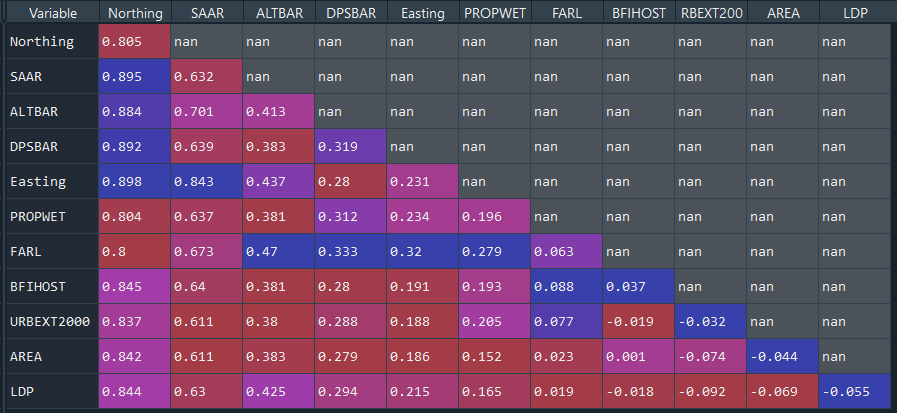 Variable Northing SAAR ALTBAR DPSBAR Easting PROPWET FARL BFIHOST RBEXT200 AREA LDP
Northing 0.805 nan nan nan nan nan nan nan nan nan nan
SAAR 0.895 0.632 nan nan nan nan nan nan nan nan nan
ALTBAR 0.884 0.701 0.413 nan nan nan nan nan nan nan nan
DPSBAR 0.892 0.639 0.383 0.319 nan nan nan nan nan nan nan
Easting 0.898 0.843 0.437 0.28 0.231 nan nan nan nan nan nan
PROPWET 0.804 0.637 0.381 0.312 0.234 0.196 nan nan nan nan nan
FARL 0.8 0.673 0.47 0.333 0.32 0.279 0.063 nan nan nan nan
BFIHOST 0.845 0.64 0.381 0.28 0.191 0.193 0.088 0.037 nan nan nan
URBEXT2000 0.837 0.611 0.38 0.288 0.188 0.205 0.077 -0.019 -0.032 nan nan
AREA 0.842 0.611 0.383 0.279 0.186 0.152 0.023 0.001 -0.074 -0.044 nan
LDP 0.844 0.63 0.425 0.294 0.215 0.165 0.019 -0.018 -0.092 -0.069 -0.055